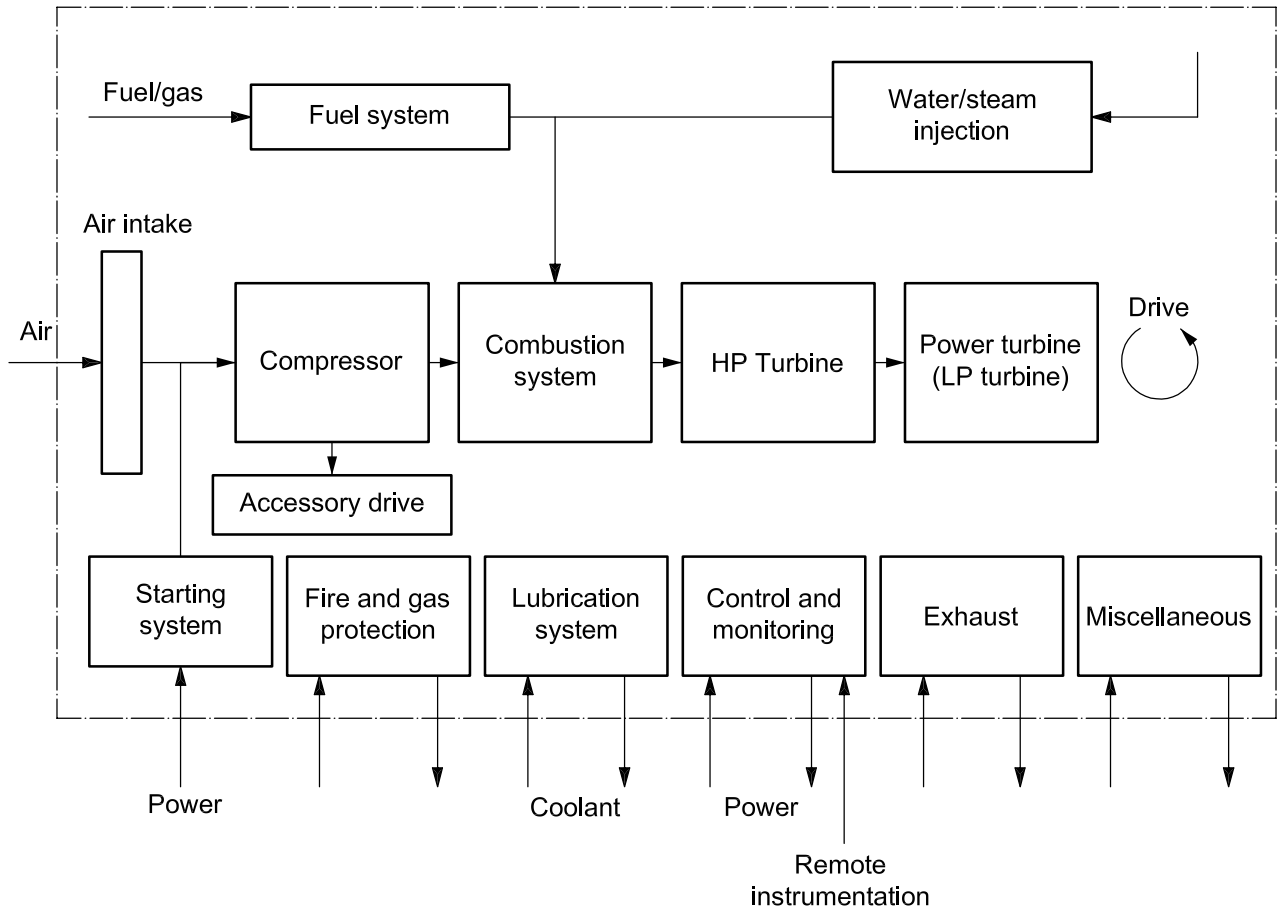 Fuel/gas
Fuel system
Water/steam
injection
Air intake
Air
Compressor
Combustion
system
HP Turbine
Power turbine
(LP turbine)
Drive
Accessory drive
Starting
system
Fire and gas
protection
Lubrication
system
Control and
monitoring
Exhaust
Miscellaneous
Power
Coolant
Power
Remote
instrumentation